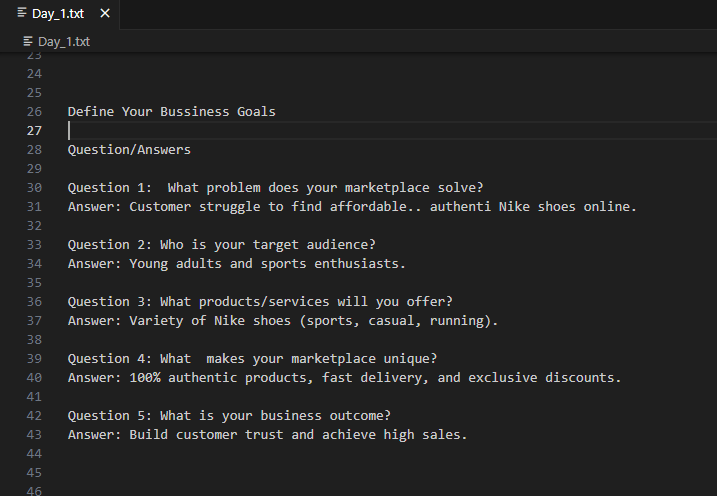 Day_1.txt
Day_1.txt
23
24
25
26 Define Your Bussiness Goals
27
28 Question/Answers
29
30 Question 1:  What problem does your marketplace solve?
31 Answer: Customer struggle to find affordable.. authenti Nike shoes online.
32
33 Question 2: Who is your target audience?
34 Answer: Young adults and sports enthusiasts.
35
36 Question 3: What products/services will you offer?
37 Answer: Variety of Nike shoes (sports, casual, running).
38
39 Question 4: What  makes your marketplace unique?
40 Answer: 100% authentic products, fast delivery, and exclusive discounts.
41
42 Question 5: What is your business outcome?
43 Answer: Build customer trust and achieve high sales.
44
45
46